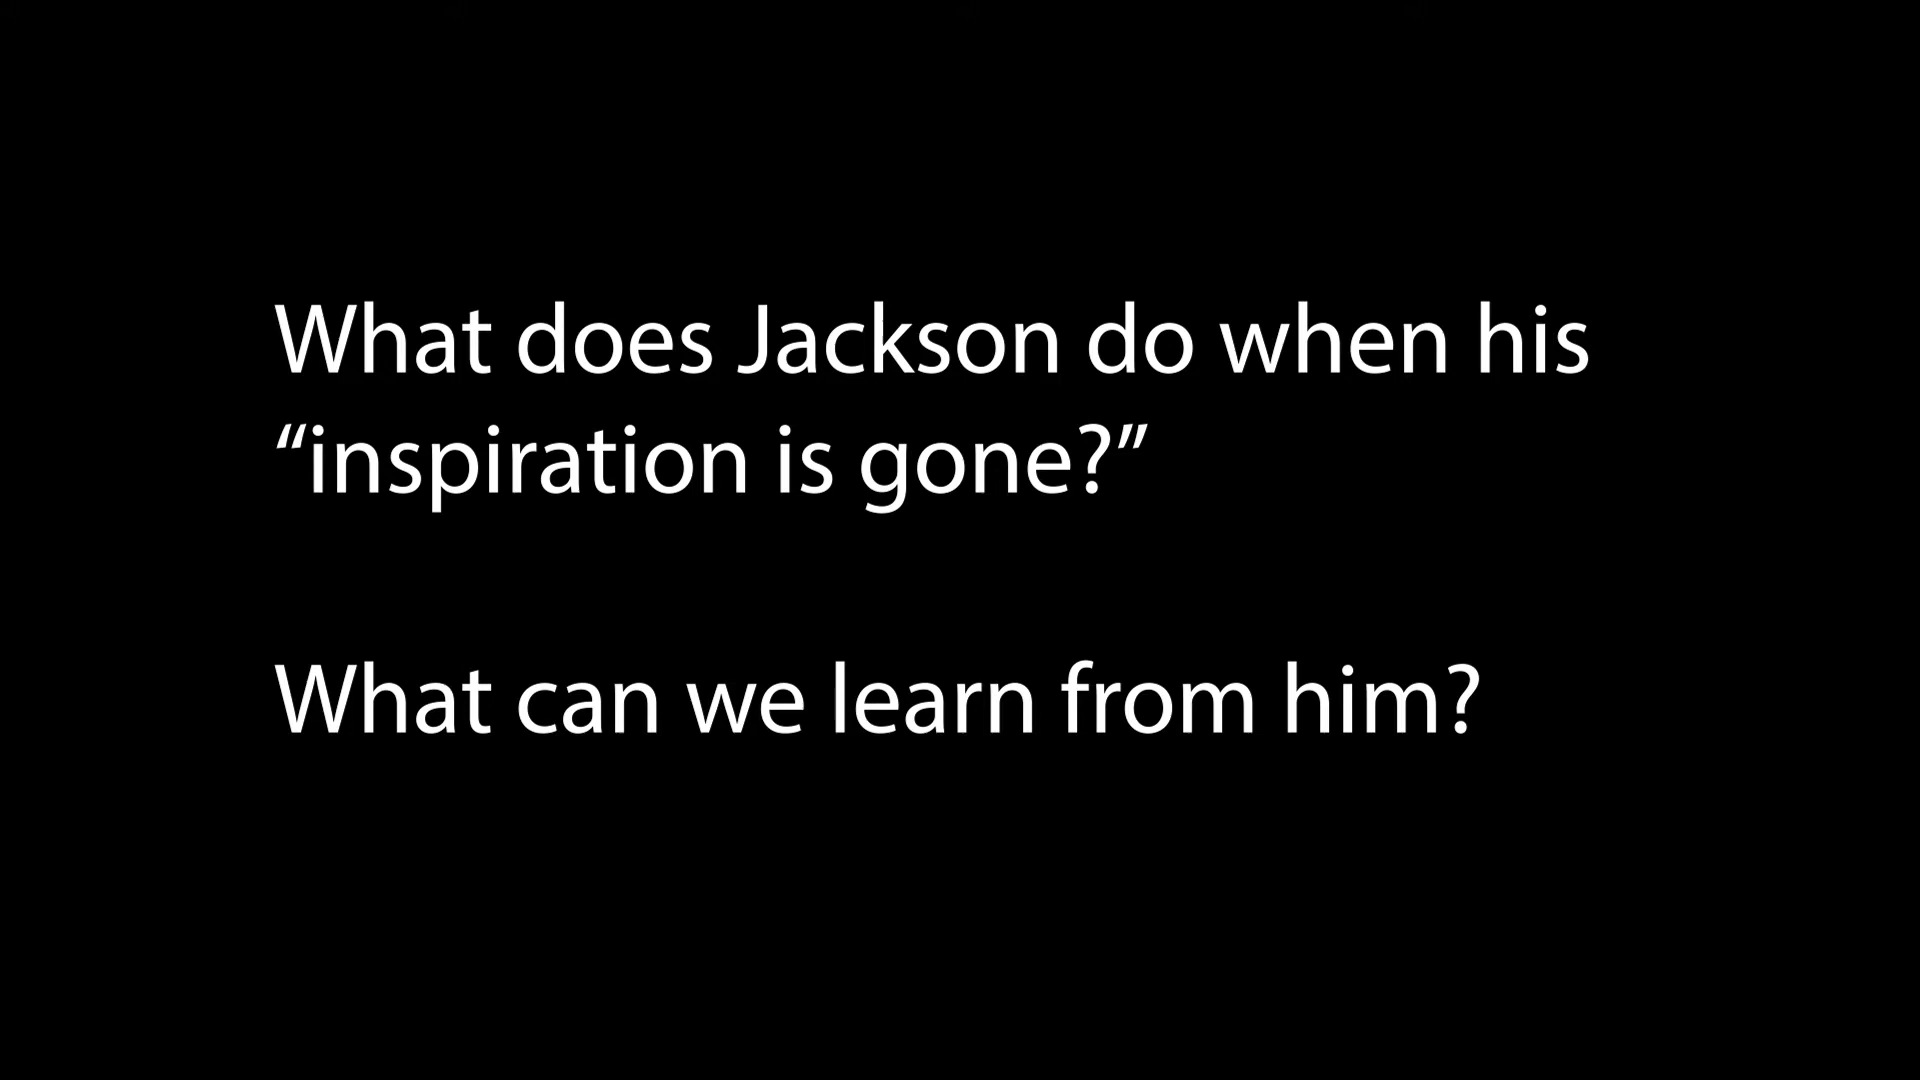 What does Jackson do when his
“inspiration is gone?”
What can we learn from him?